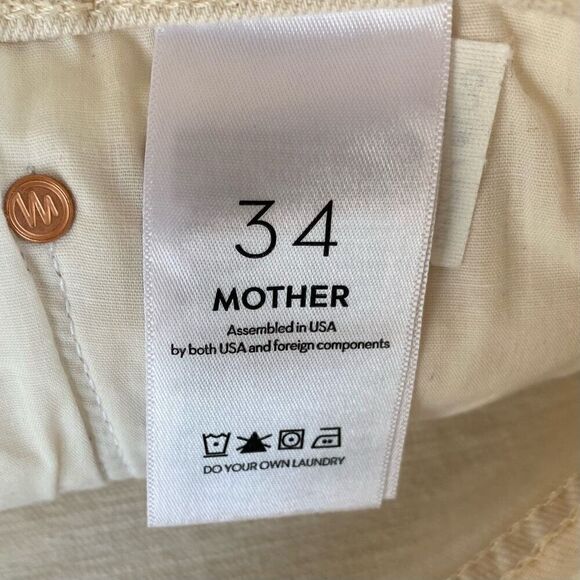 34
MOTHER
Assembled in USA
by both USA and foreign components
DO YOUR OWN LAUNDRY